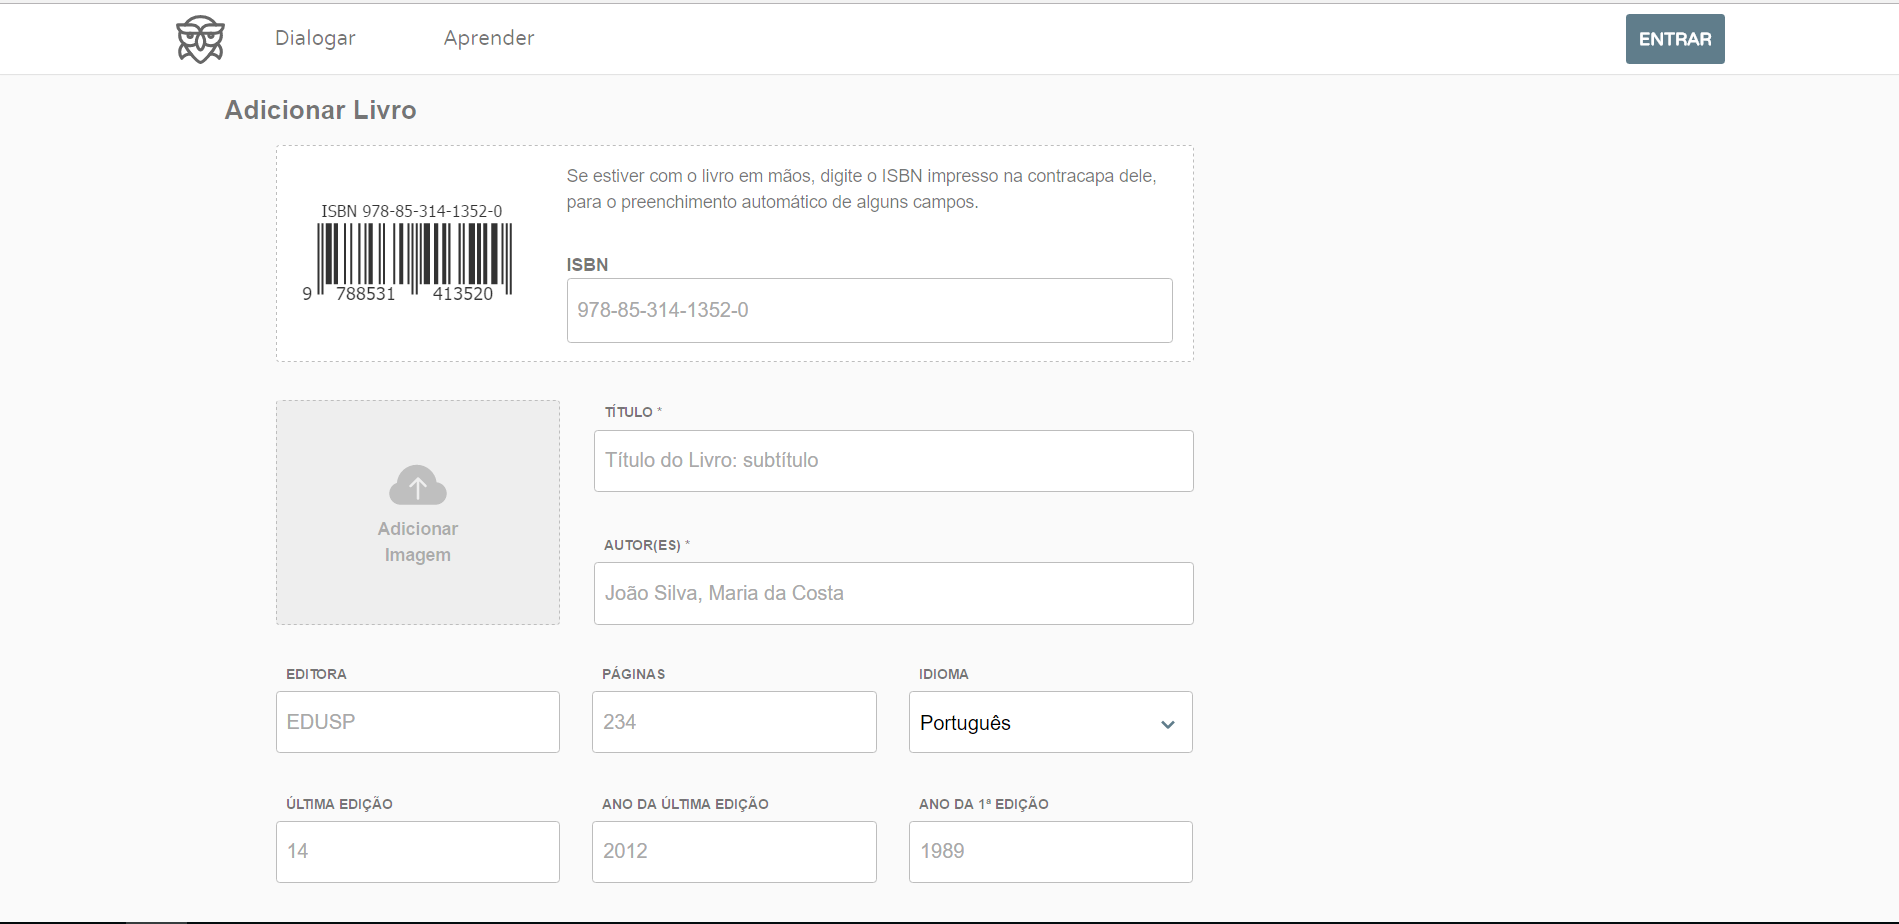 Dialogar
Aprender
ENTRAR
Adicionar Livro
Se estiver com o livro em mãos, digite o ISBN impresso na contracapa dele,
para o preenchimento automático de alguns campos.
ISBN 978-85-314-1352-0
9 788531 413520
ISBN
978-85-314-1352-0
Adicionar
Imagem
TÍTULO *
Título do Livro: subtítulo
AUTOR(ES) *
João Silva, Maria da Costa
EDITORA
EDUSP
PÁGINAS
234
IDIOMA
Português
ÚLTIMA EDIÇÃO
14
ANO DA ÚLTIMA EDIÇÃO
2012
ANO DA 1ª EDIÇÃO
1989